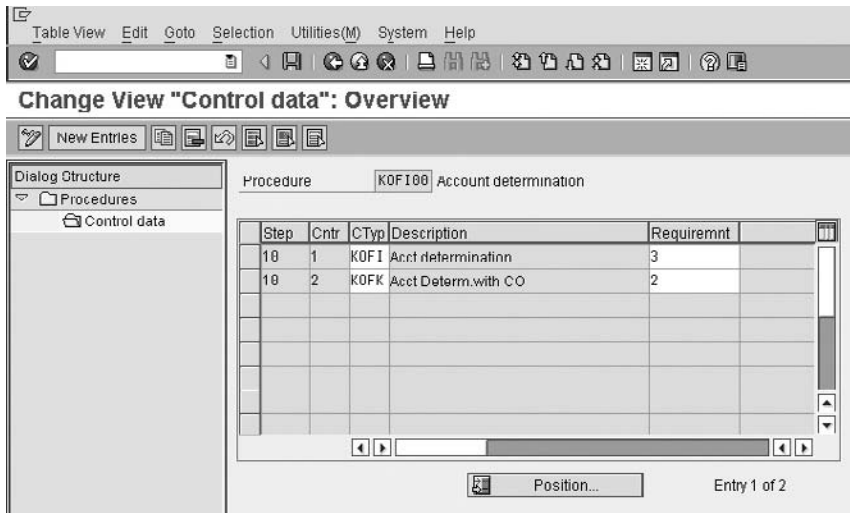 Table View Edit Goto Selection Utilities(M) System Help
Change View "Control data": Overview
New Entries
Dialog Structure
Procedures
Control data
Procedure KOFI00 Account determination
Step Cntr CTyp Description Requiremnt
10 1 KOFI Acct determination 3
10 2 KOFK Acct Determ.with CO 2
Position... Entry 1 of 2